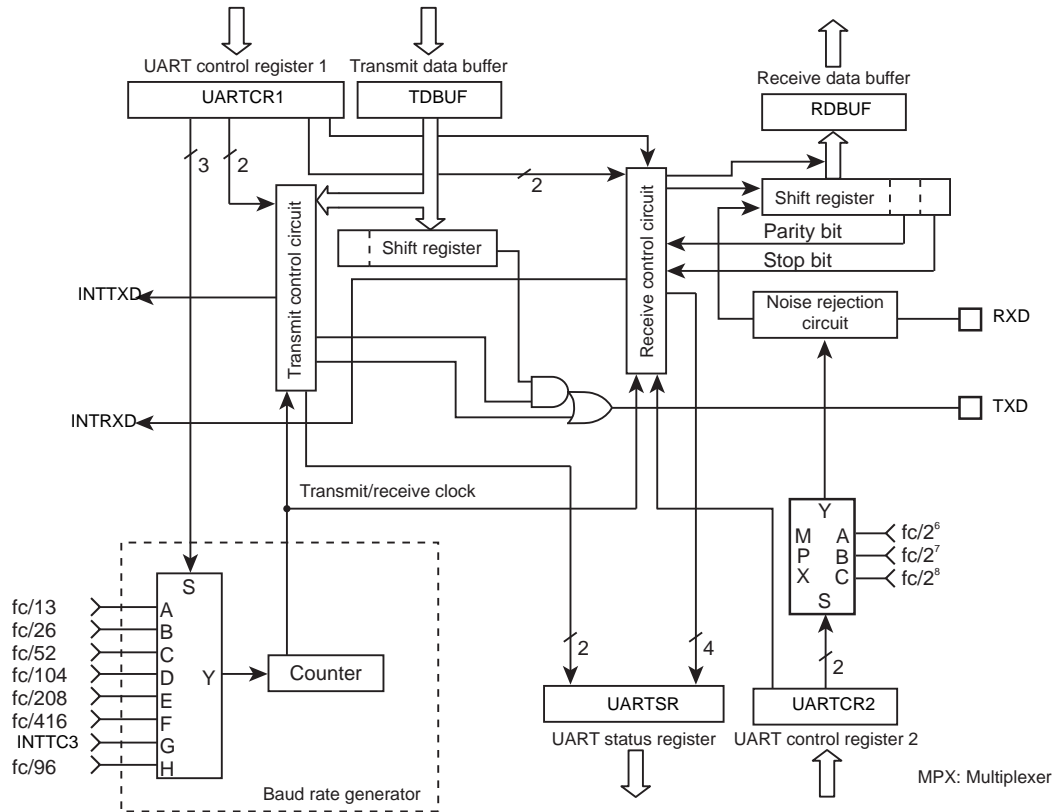 UART control register 1
Transmit data buffer
Receive data buffer
UARTCR1
TDBUF
RDBUF
3
2
2
Shift register
Parity bit
Stop bit
Transmit control circuit
Shift register
Receive control circuit
INTTXD
Noise rejection
circuit
RXD
INTRXD
TXD
Transmit/receive clock
Y
M
P
X
A
B
C
S
fc/2⁶
fc/2⁷
fc/2⁸
S
fc/13
fc/26
fc/52
fc/104
fc/208
fc/416
INTTC3
fc/96
A
B
C
D
E
F
G
H
Y
Counter
2
4
2
UARTSR
UARTCR2
UART status register
UART control register 2
Baud rate generator
MPX: Multiplexer